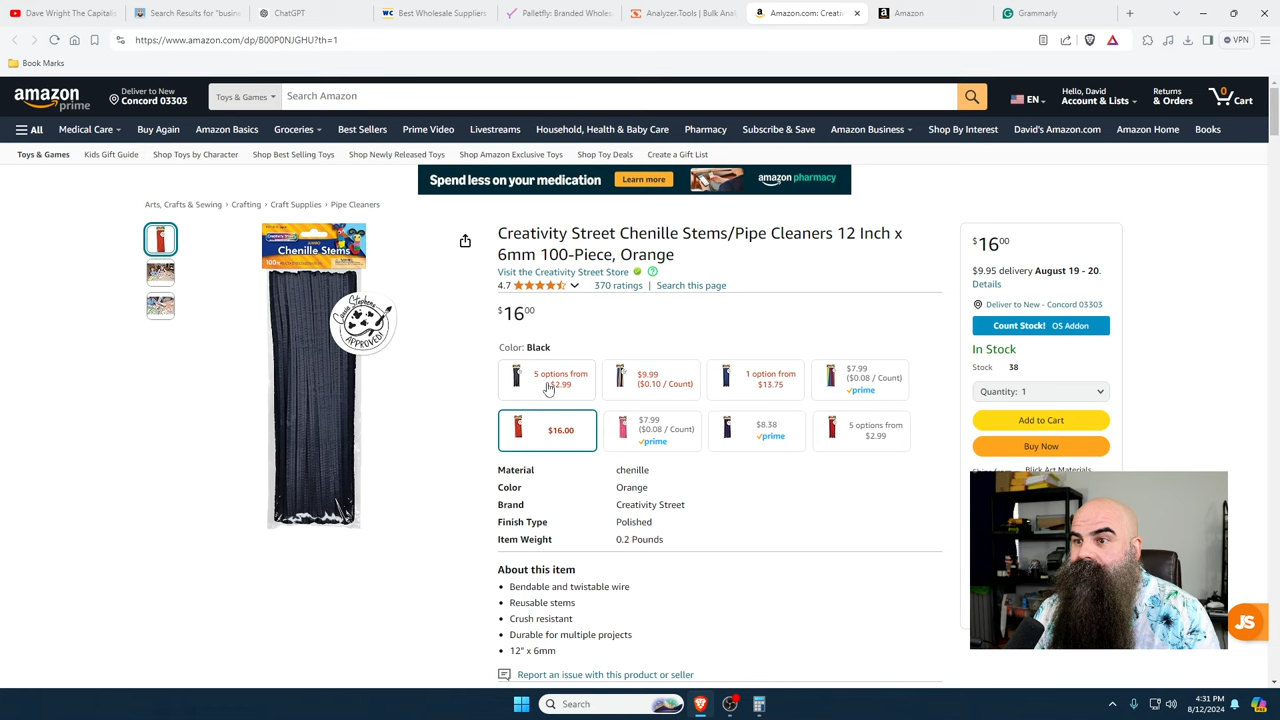 Dave Wright The Capitali
Search Results for "busine
ChatGPT
Best Wholesale Suppliers
Palletfly: Branded Wholes
Analyzer.Tools | Bulk Anal
Amazon.com: Creativ
Amazon
Grammarly
https://www.amazon.com/dp/B00P0NJGHU?th=1
VPN
Book Marks
amazon prime
Deliver to New
Concord 03303
Toys & Games
Search Amazon
EN
Hello, David
Account & Lists
Returns
& Orders
0
Cart
All
Medical Care
Buy Again
Amazon Basics
Groceries
Best Sellers
Prime Video
Livestreams
Household, Health & Baby Care
Pharmacy
Subscribe & Save
Amazon Business
Shop By Interest
David's Amazon.com
Amazon Home
Books
Toys & Games
Kids Gift Guide
Shop Toys by Character
Shop Best Selling Toys
Shop Newly Released Toys
Shop Amazon Exclusive Toys
Shop Toy Deals
Create a Gift List
Spend less on your medication
Learn more
amazon pharmacy
Arts, Crafts & Sewing › Crafting › Craft Supplies › Pipe Cleaners
Chenille Stems
APPROVED
Creativity Street Chenille Stems/Pipe Cleaners 12 Inch x
6mm 100-Piece, Orange
Visit the Creativity Street Store
4.7
370 ratings | Search this page
$16.00
Color: Black
5 options from
$2.99
$9.99
($0.10 / Count)
1 option from
$13.75
$7.99
($0.08 / Count)
prime
$16.00
$7.99
($0.08 / Count)
prime
$8.38
prime
5 options from
$2.99
Material chenille
Color Orange
Brand Creativity Street
Finish Type Polished
Item Weight 0.2 Pounds
About this item
• Bendable and twistable wire
• Reusable stems
• Crush resistant
• Durable for multiple projects
• 12" x 6mm
Report an issue with this product or seller
$16.00
$9.95 delivery August 19 - 20.
Details
Deliver to New - Concord 03303
Count Stock! OS Addon
In Stock
Stock 38
Quantity: 1
Add to Cart
Buy Now
Blick Art Materials
JS
Search
4:31 PM
8/12/2024